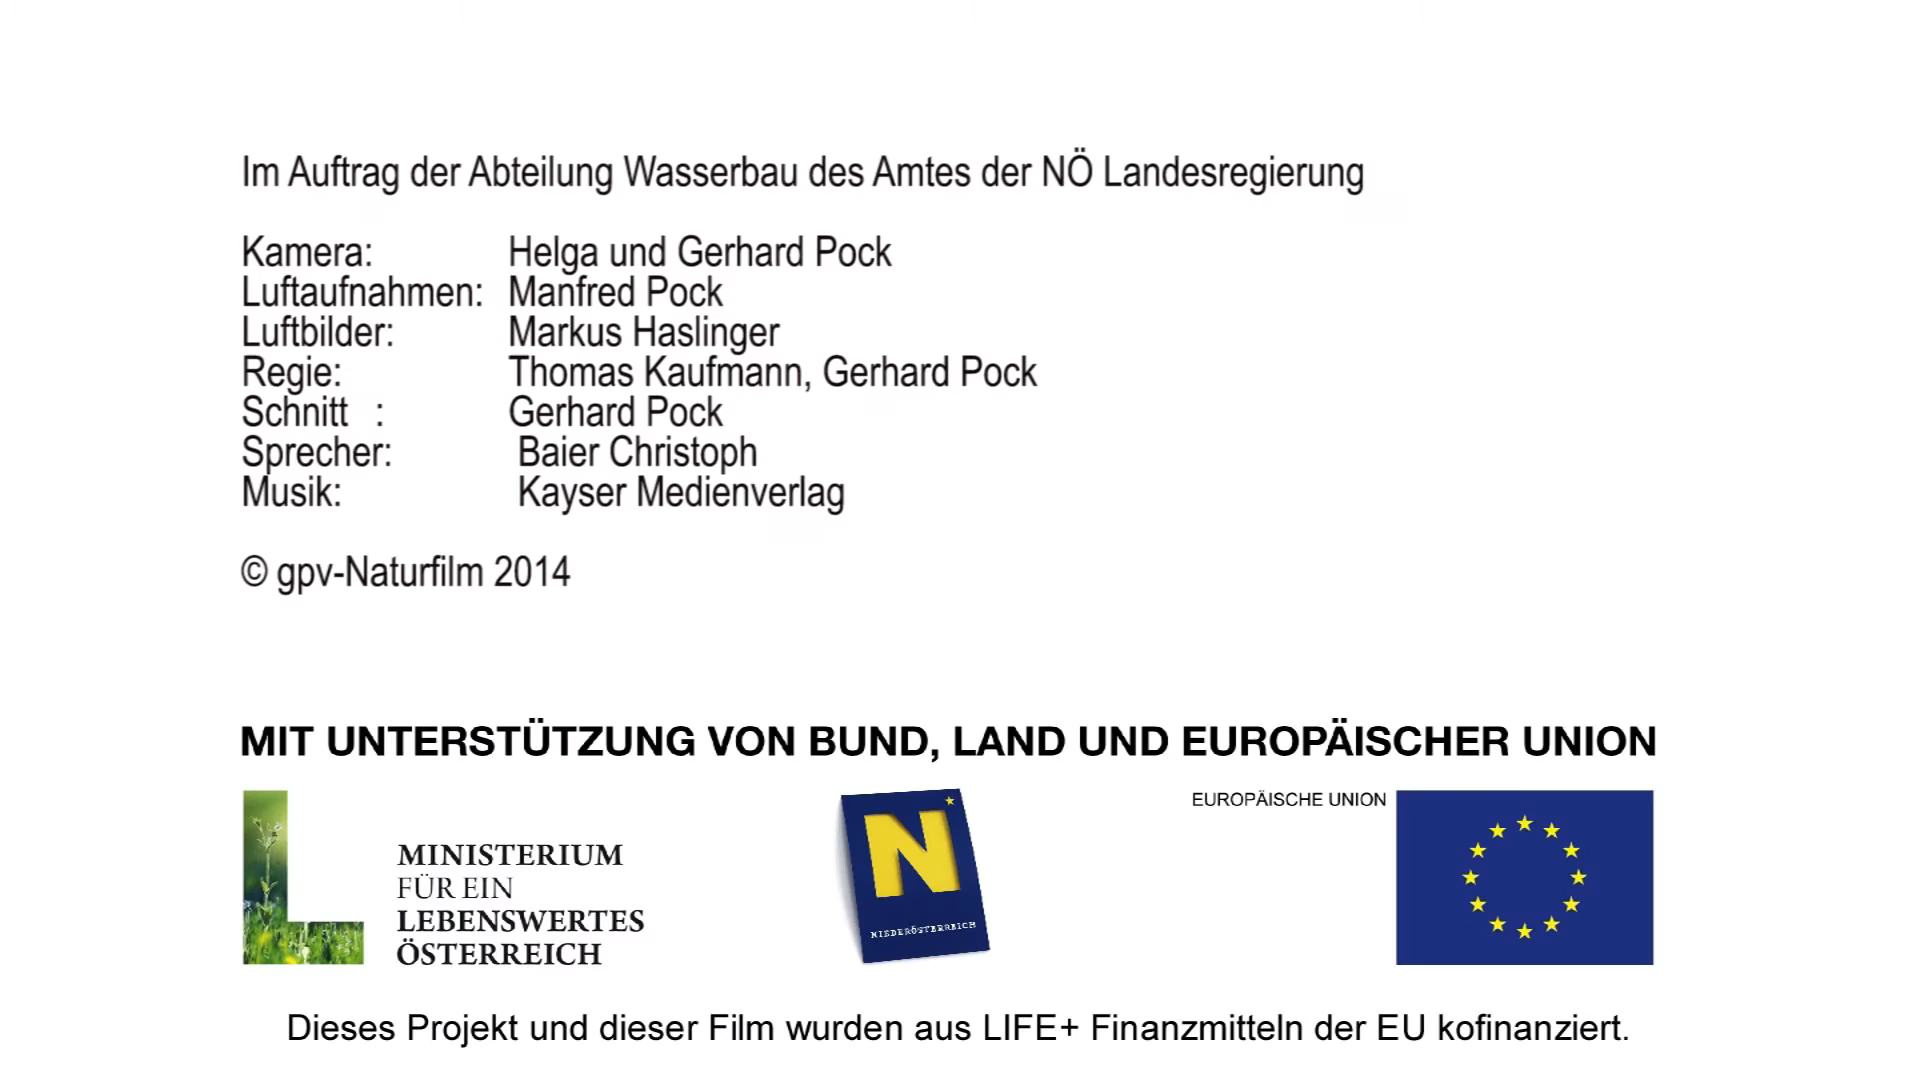 Im Auftrag der Abteilung Wasserbau des Amtes der NÖ Landesregierung
Kamera: Helga und Gerhard Pock
Luftaufnahmen: Manfred Pock
Luftbilder: Markus Haslinger
Regie: Thomas Kaufmann, Gerhard Pock
Schnitt : Gerhard Pock
Sprecher: Baier Christoph
Musik: Kayser Medienverlag
© gpv-Naturfilm 2014
MIT UNTERSTÜTZUNG VON BUND, LAND UND EUROPÄISCHER UNION
MINISTERIUM
FÜR EIN
LEBENSWERTES
ÖSTERREICH
N
NIEDERÖSTERREICH
EUROPÄISCHE UNION
Dieses Projekt und dieser Film wurden aus LIFE+ Finanzmitteln der EU kofinanziert.